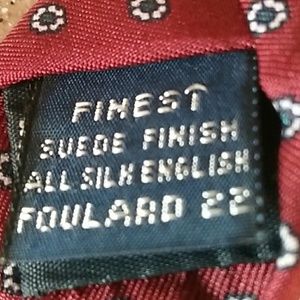 FINEST
SUEDE FINISH
ALL SILK ENGLISH
FOULARD 22